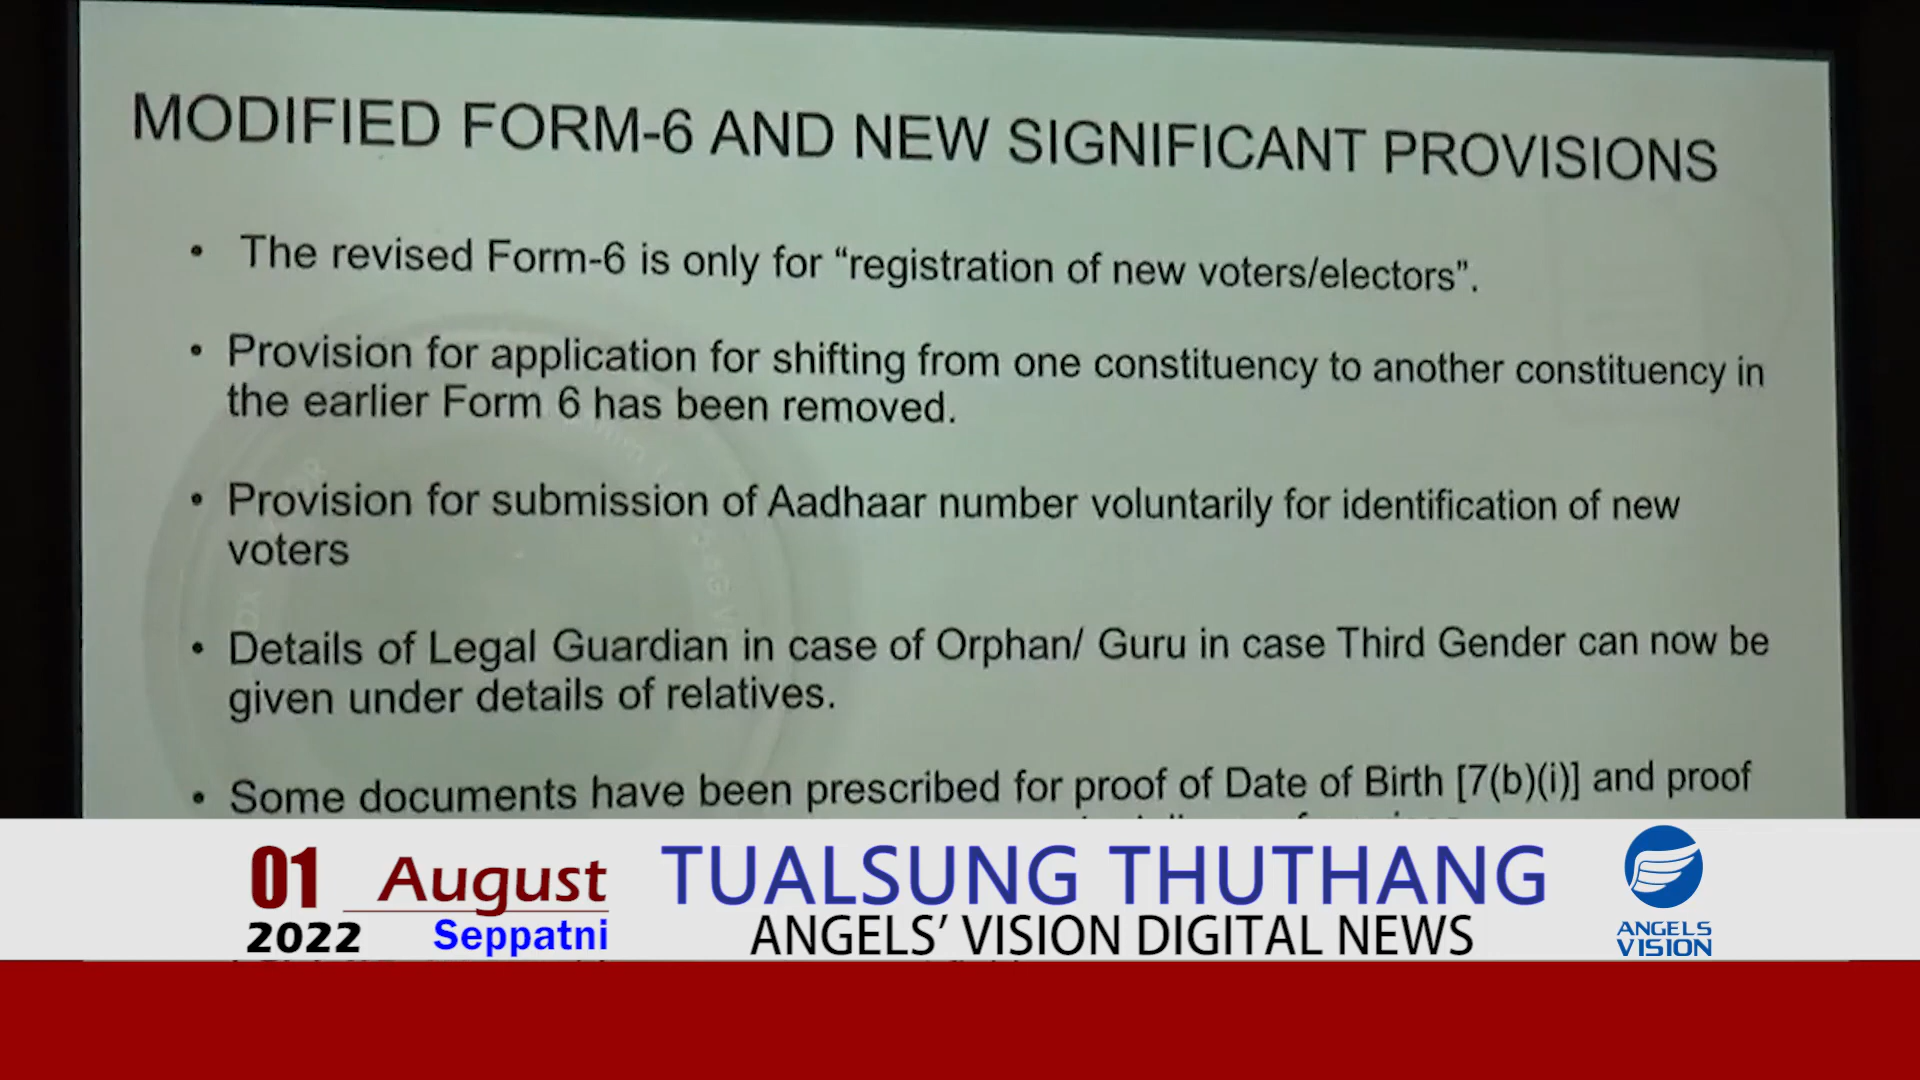 MODIFIED FORM-6 AND NEW SIGNIFICANT PROVISIONS
• The revised Form-6 is only for “registration of new voters/electors”.
• Provision for application for shifting from one constituency to another constituency in
the earlier Form 6 has been removed.
• Provision for submission of Aadhaar number voluntarily for identification of new
voters
• Details of Legal Guardian in case of Orphan/ Guru in case Third Gender can now be
given under details of relatives.
• Some documents have been prescribed for proof of Date of Birth [7(b)(i)] and proof
01 August
2022 Seppatni
TUALSUNG THUTHANG
ANGELS’ VISION DIGITAL NEWS
ANGELS
VISION